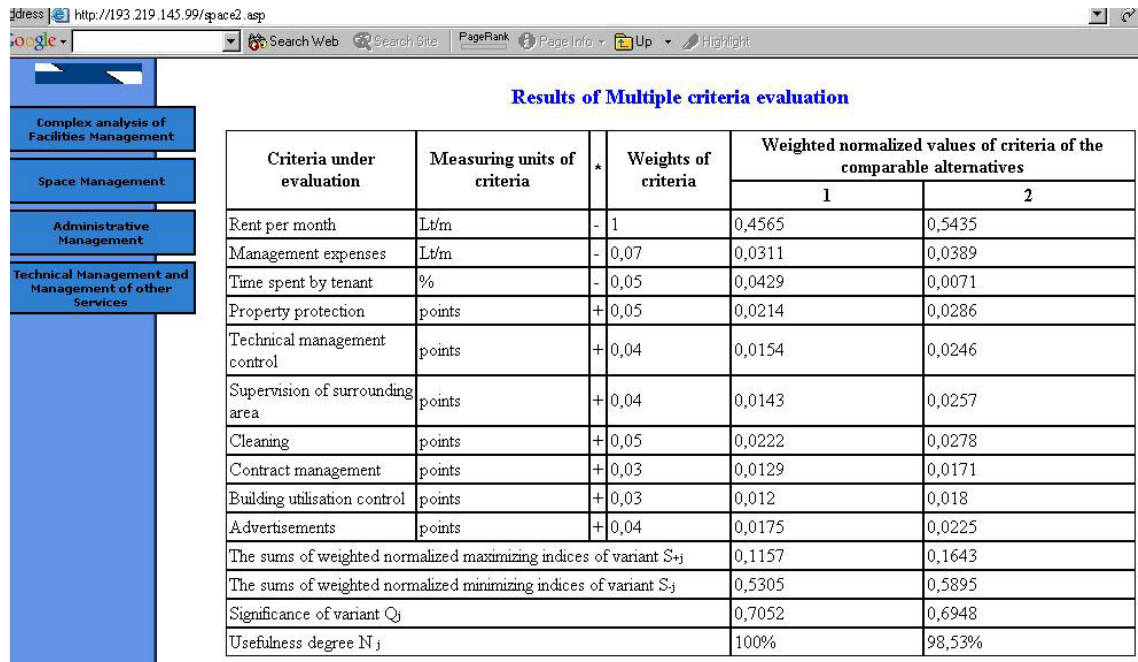 dress http://193.219.145.99/space2.asp
Google Search Web Search Site PageRank Page Info Up Highlight
Complex analysis of
Facilities Management
Space Management
Administrative
Management
Technical Management and
Management of other
Services
Results of Multiple criteria evaluation
Criteria under
evaluation
Measuring units of
criteria
*
Weights of
criteria
Weighted normalized values of criteria of the
comparable alternatives
1 2
Rent per month Lt/m - 1 0,4565 0,5435
Management expenses Lt/m - 0,07 0,0311 0,0389
Time spent by tenant % - 0,05 0,0429 0,0071
Property protection points + 0,05 0,0214 0,0286
Technical management
control points + 0,04 0,0154 0,0246
Supervision of surrounding
area points + 0,04 0,0143 0,0257
Cleaning points + 0,05 0,0222 0,0278
Contract management points + 0,03 0,0129 0,0171
Building utilisation control points + 0,03 0,012 0,018
Advertisements points + 0,04 0,0175 0,0225
The sums of weighted normalized maximizing indices of variant S+j 0,1157 0,1643
The sums of weighted normalized minimizing indices of variant S-j 0,5305 0,5895
Significance of variant Qj 0,7052 0,6948
Usefulness degree N j 100% 98,53%